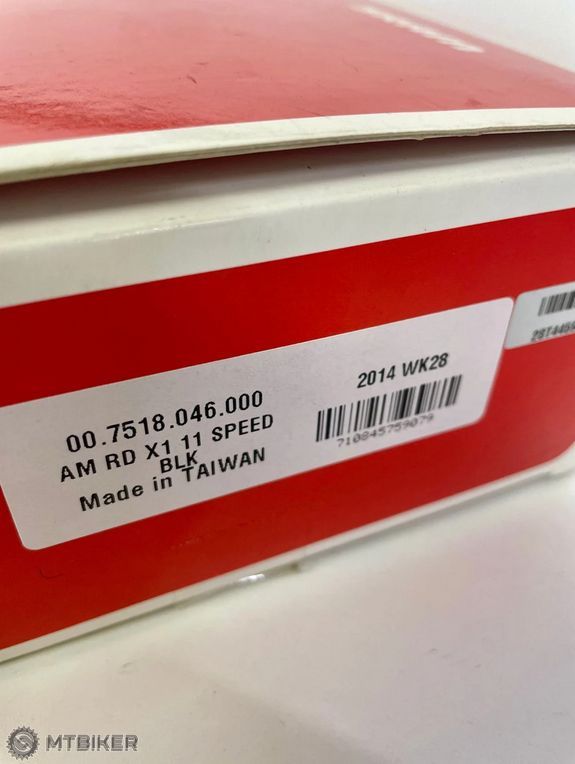 00.7518.046.000
AM RD X1 11 SPEED
BLK
Made in TAIWAN
2014 WK28
710845759079
MTBIKER